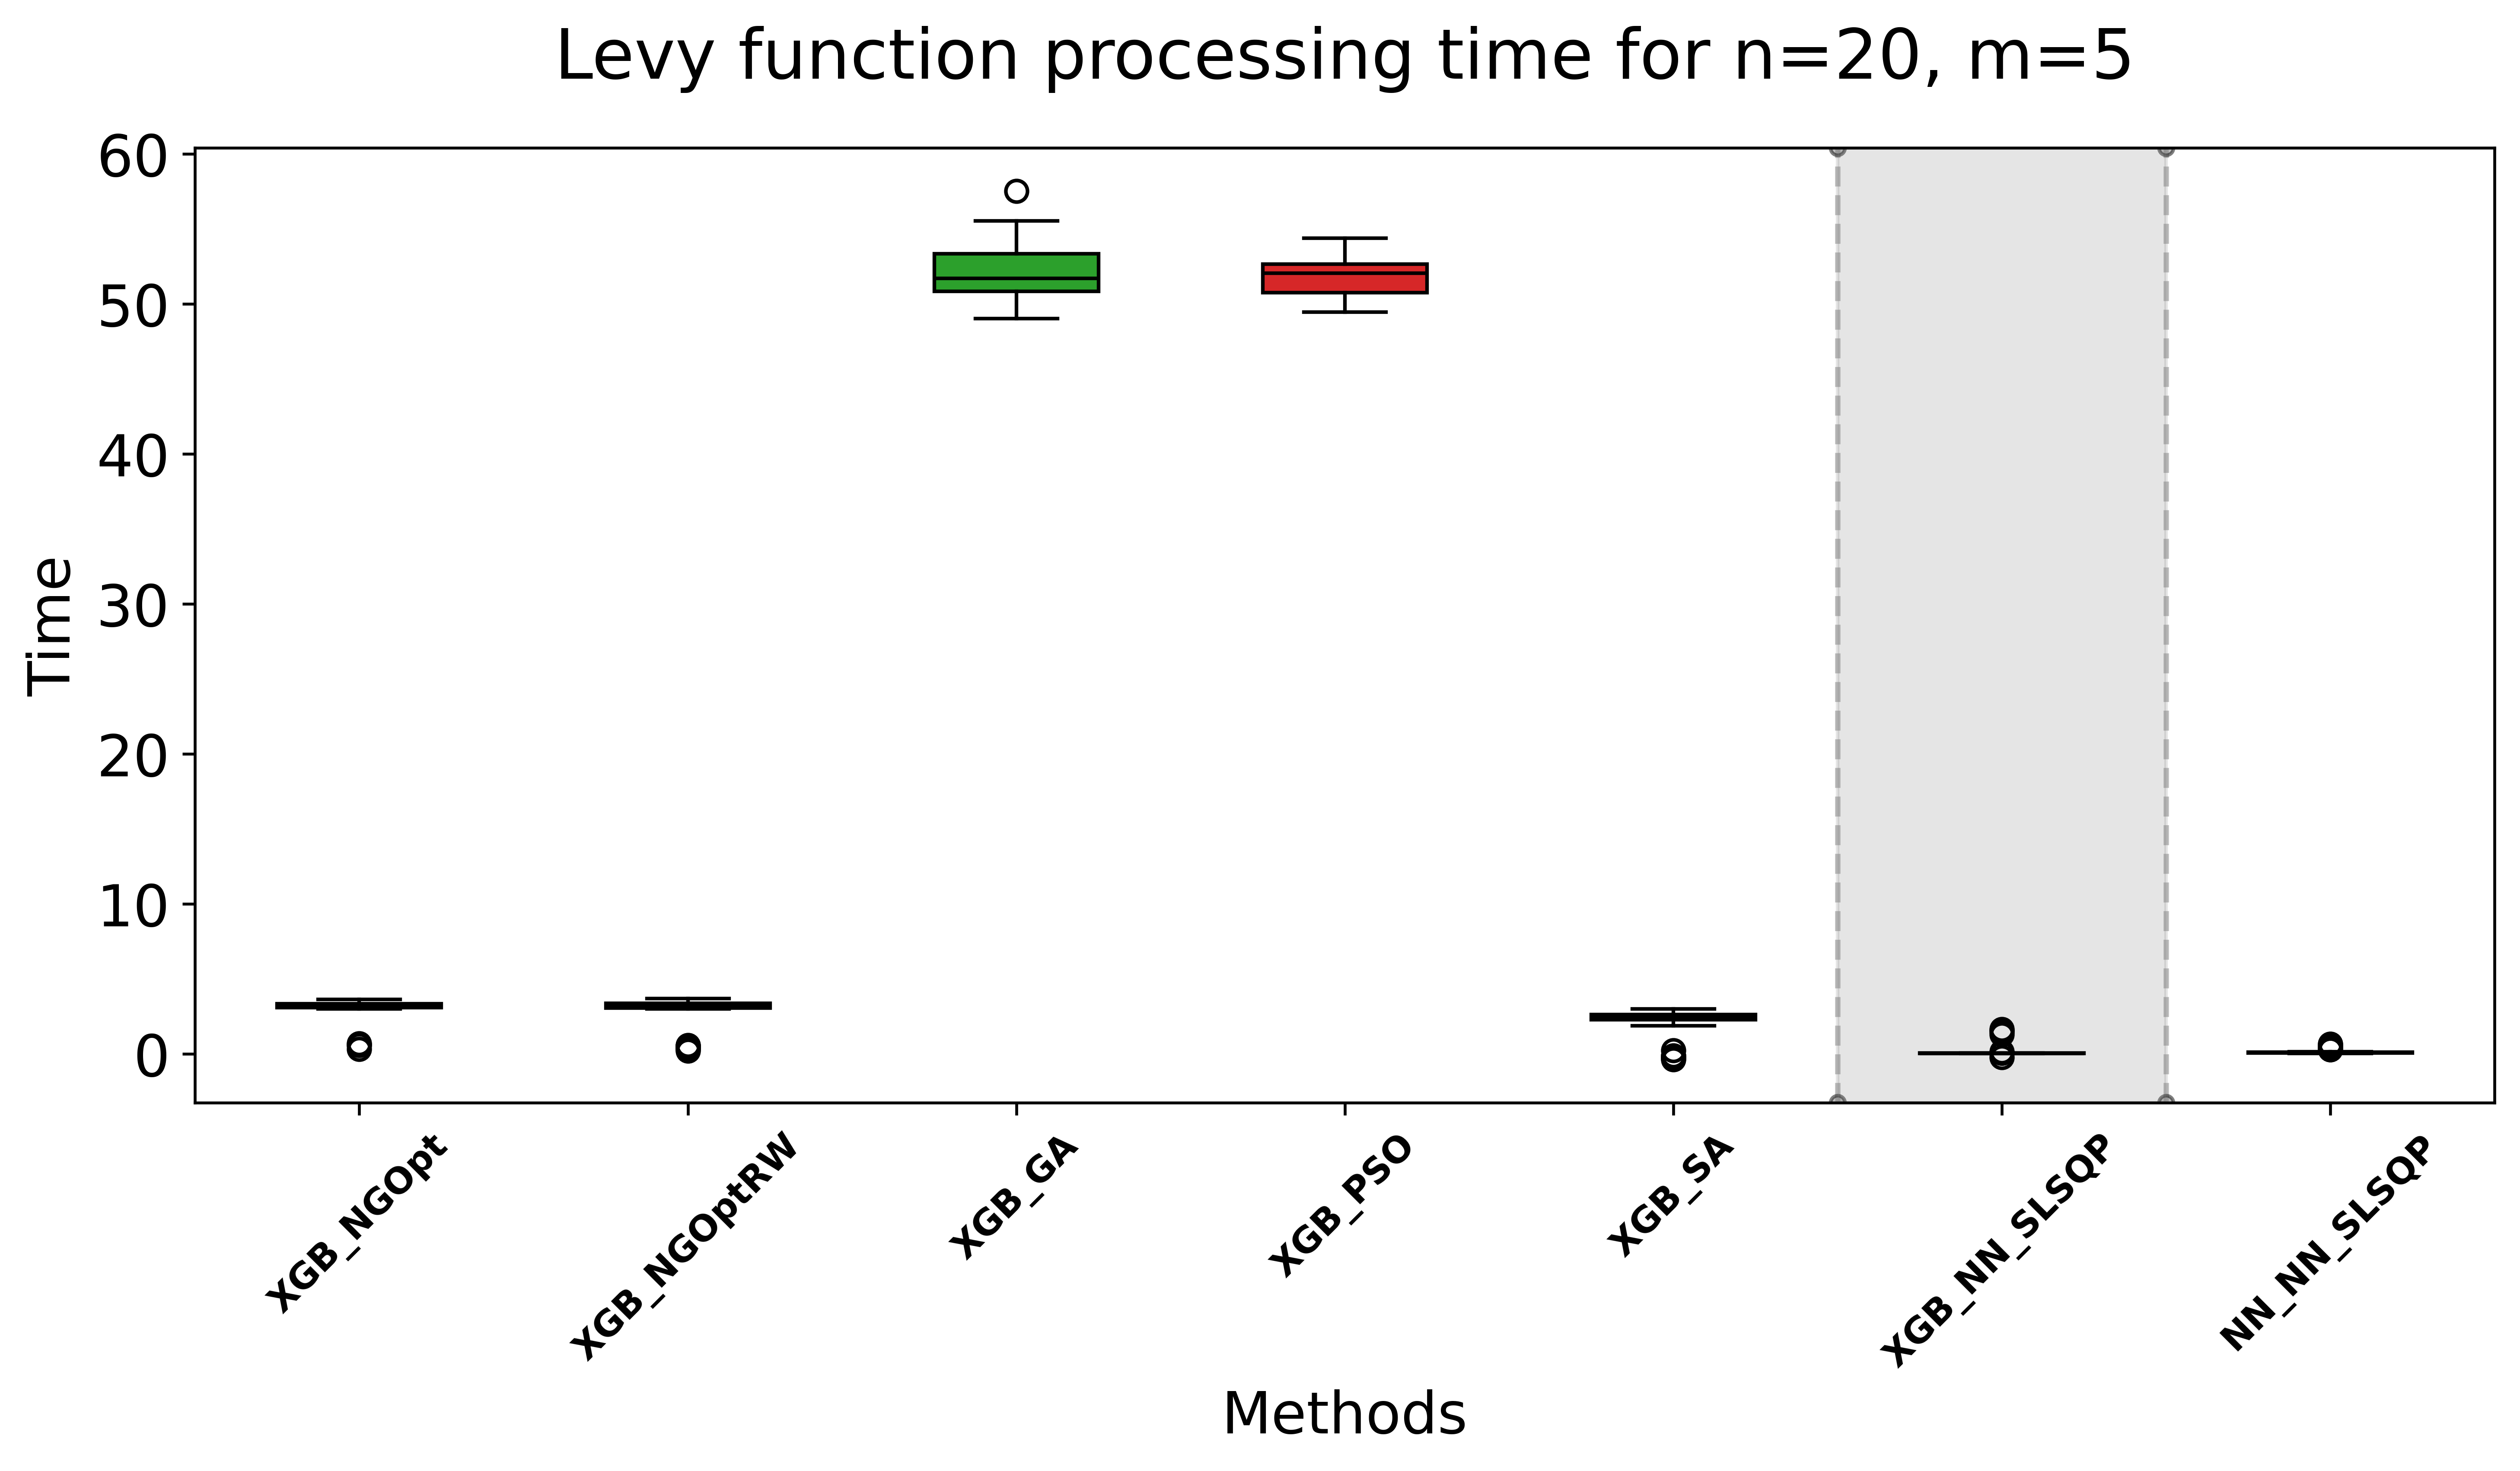 Levy function processing time for n=20, m=5
60
50
40
30
20
10
0
Time
XGB_NGOpt
XGB_NGOptRW
XGB_GA
XGB_PSO
XGB_SA
XGB_NN_SLSQP
NN_NN_SLSQP
Methods